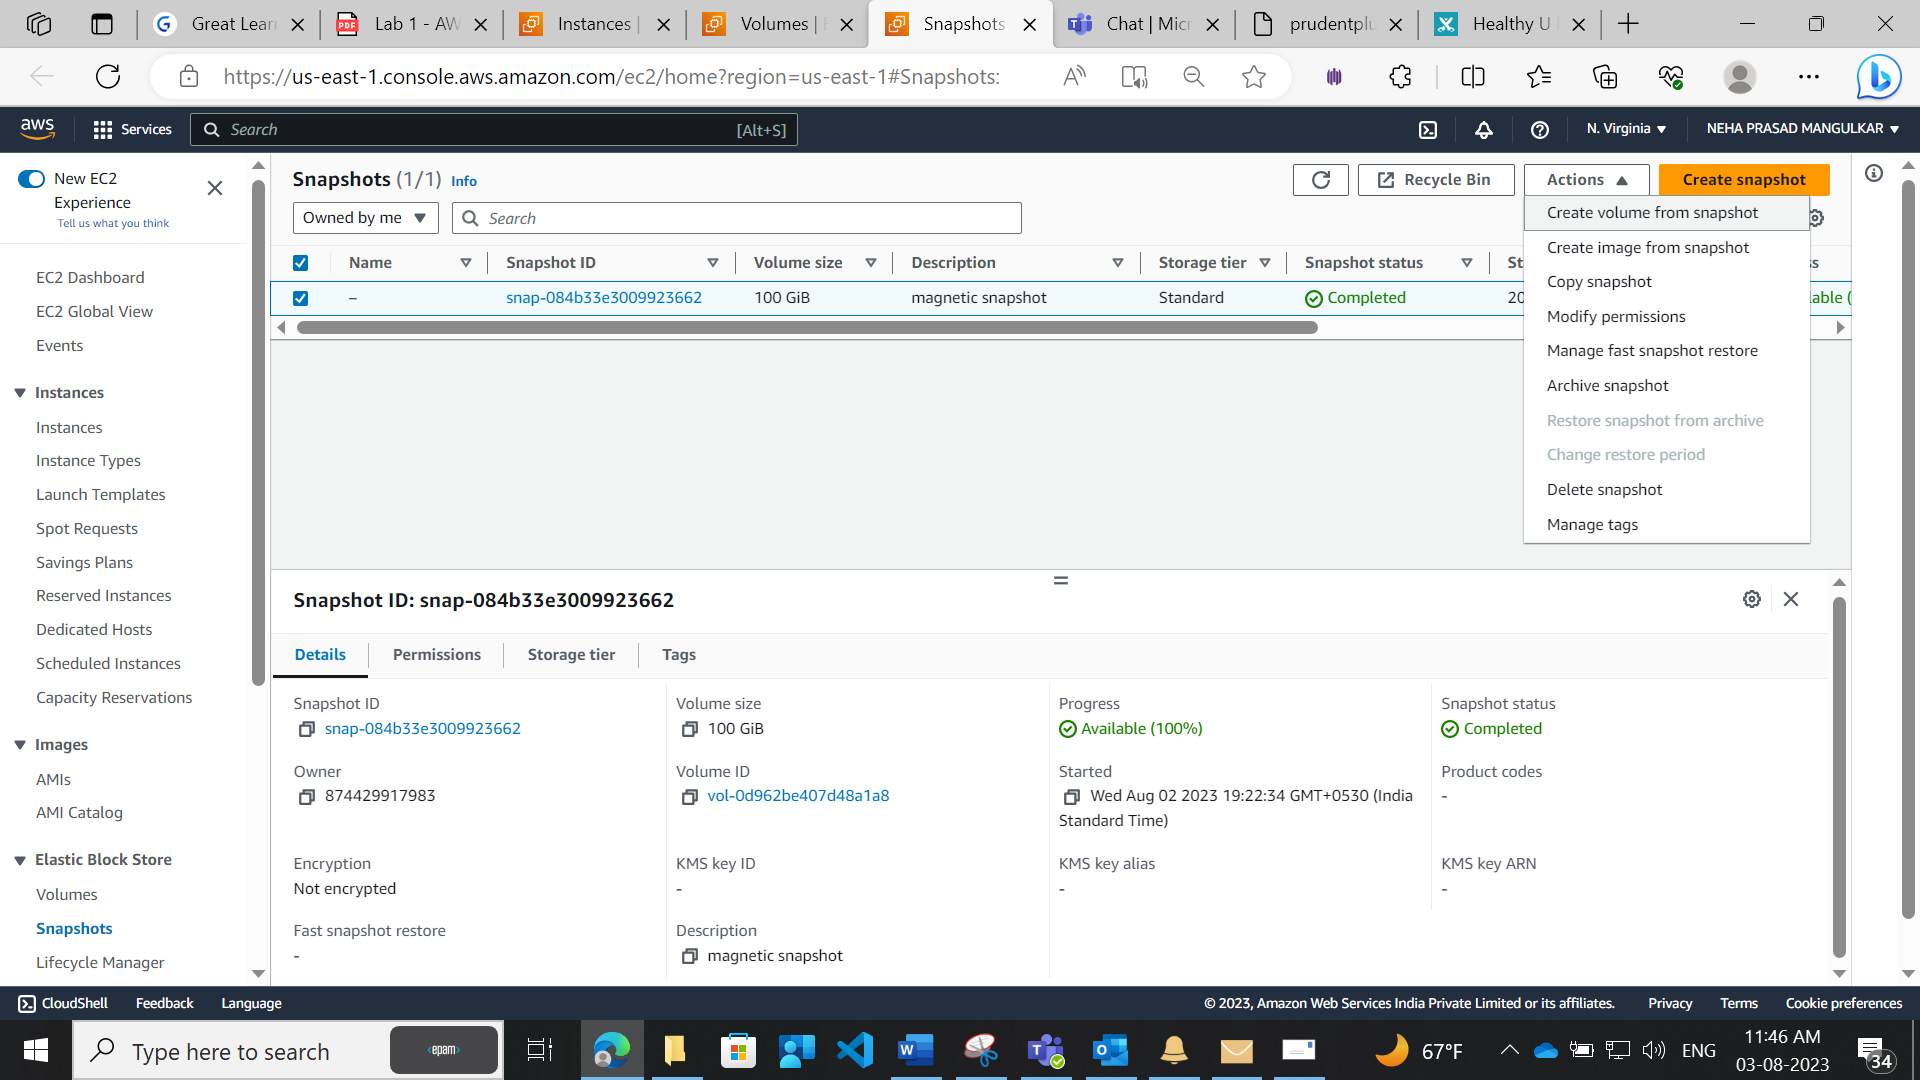 Great Lear
Lab 1 - AW
Instances |
Volumes | E
Snapshots
Chat | Micr
prudentplu
Healthy U
https://us-east-1.console.aws.amazon.com/ec2/home?region=us-east-1#Snapshots:
aws
Services
Search
[Alt+S]
N. Virginia
NEHA PRASAD MANGULKAR
New EC2
Experience
Tell us what you think
EC2 Dashboard
EC2 Global View
Events
Instances
Instances
Instance Types
Launch Templates
Spot Requests
Savings Plans
Reserved Instances
Dedicated Hosts
Scheduled Instances
Capacity Reservations
Images
AMIs
AMI Catalog
Elastic Block Store
Volumes
Snapshots
Lifecycle Manager
Snapshots (1/1) Info
Recycle Bin
Actions
Create snapshot
Owned by me
Search
Create volume from snapshot
Create image from snapshot
Copy snapshot
Modify permissions
Manage fast snapshot restore
Archive snapshot
Restore snapshot from archive
Change restore period
Delete snapshot
Manage tags
Name Snapshot ID Volume size Description Storage tier Snapshot status St ss
– snap-084b33e3009923662 100 GiB magnetic snapshot Standard Completed 20 lable (
Snapshot ID: snap-084b33e3009923662
Details Permissions Storage tier Tags
Snapshot ID
snap-084b33e3009923662
Volume size
100 GiB
Progress
Available (100%)
Snapshot status
Completed
Owner
874429917983
Volume ID
vol-0d962be407d48a1a8
Started
Wed Aug 02 2023 19:22:34 GMT+0530 (India
Standard Time)
Product codes
-
Encryption
Not encrypted
KMS key ID
-
KMS key alias
-
KMS key ARN
-
Fast snapshot restore
-
Description
magnetic snapshot
CloudShell Feedback Language
© 2023, Amazon Web Services India Private Limited or its affiliates. Privacy Terms Cookie preferences
Type here to search
<epam>
67°F
ENG
11:46 AM
03-08-2023
34